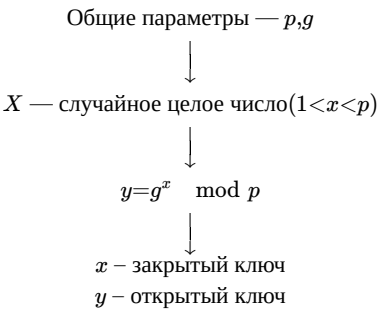 Общие параметры — p,g
X — случайное целое число(1<x<p)
y=g^x mod p
x – закрытый ключ
y – открытый ключ